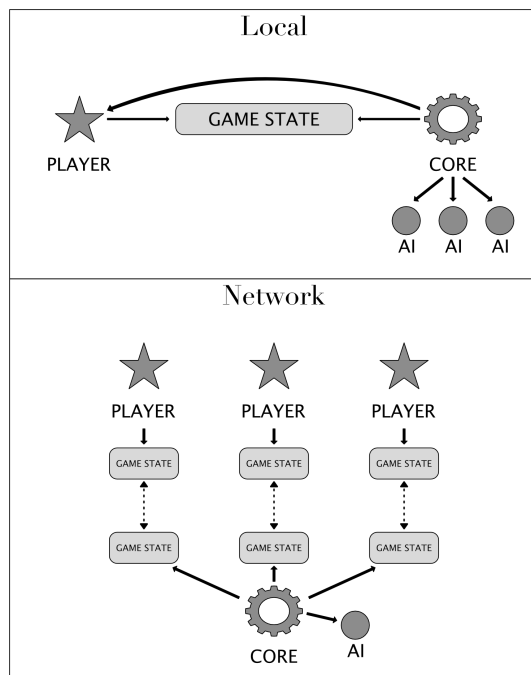 Local
GAME STATE
PLAYER
CORE
AI AI AI
Network
PLAYER PLAYER PLAYER
GAME STATE GAME STATE GAME STATE
GAME STATE GAME STATE GAME STATE
CORE
AI